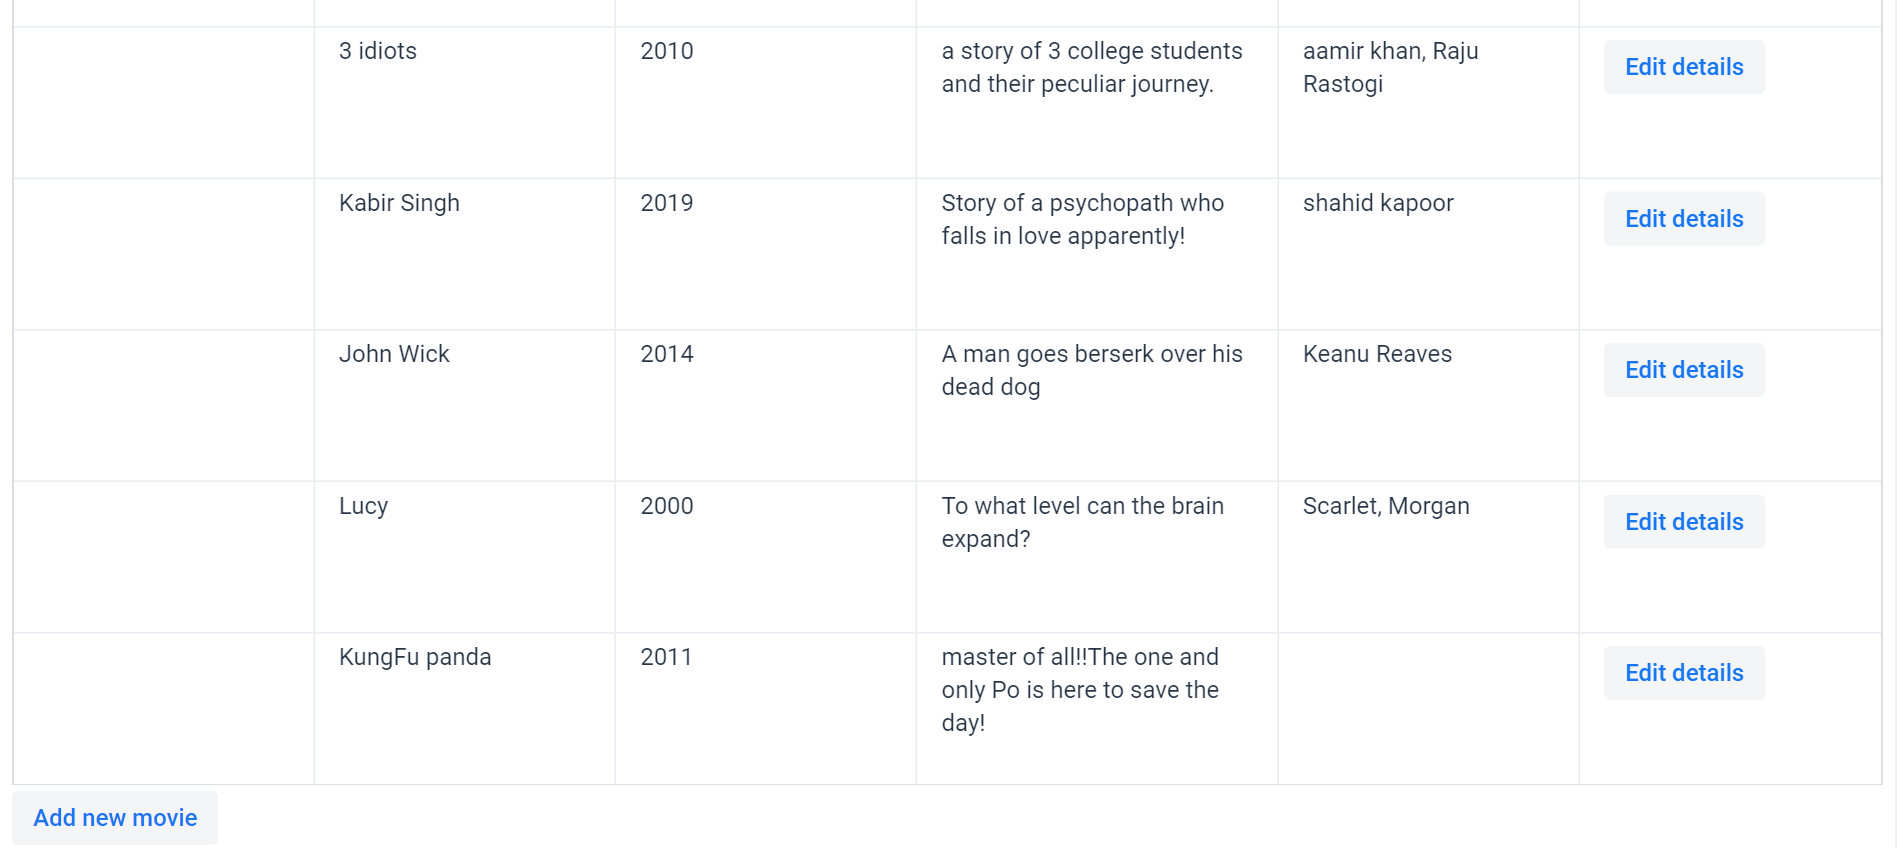 3 idiots
2010
a story of 3 college students
and their peculiar journey.
aamir khan, Raju
Rastogi
Edit details
Kabir Singh
2019
Story of a psychopath who
falls in love apparently!
shahid kapoor
Edit details
John Wick
2014
A man goes berserk over his
dead dog
Keanu Reaves
Edit details
Lucy
2000
To what level can the brain
expand?
Scarlet, Morgan
Edit details
KungFu panda
2011
master of all!!The one and
only Po is here to save the
day!
Edit details
Add new movie